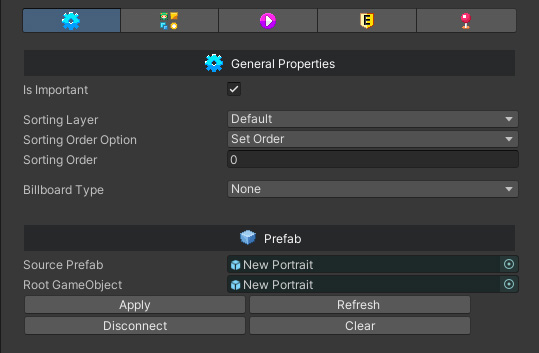 E
General Properties
Is Important
Sorting Layer Default
Sorting Order Option Set Order
Sorting Order 0
Billboard Type None
Prefab
Source Prefab New Portrait
Root GameObject New Portrait
Apply Refresh
Disconnect Clear